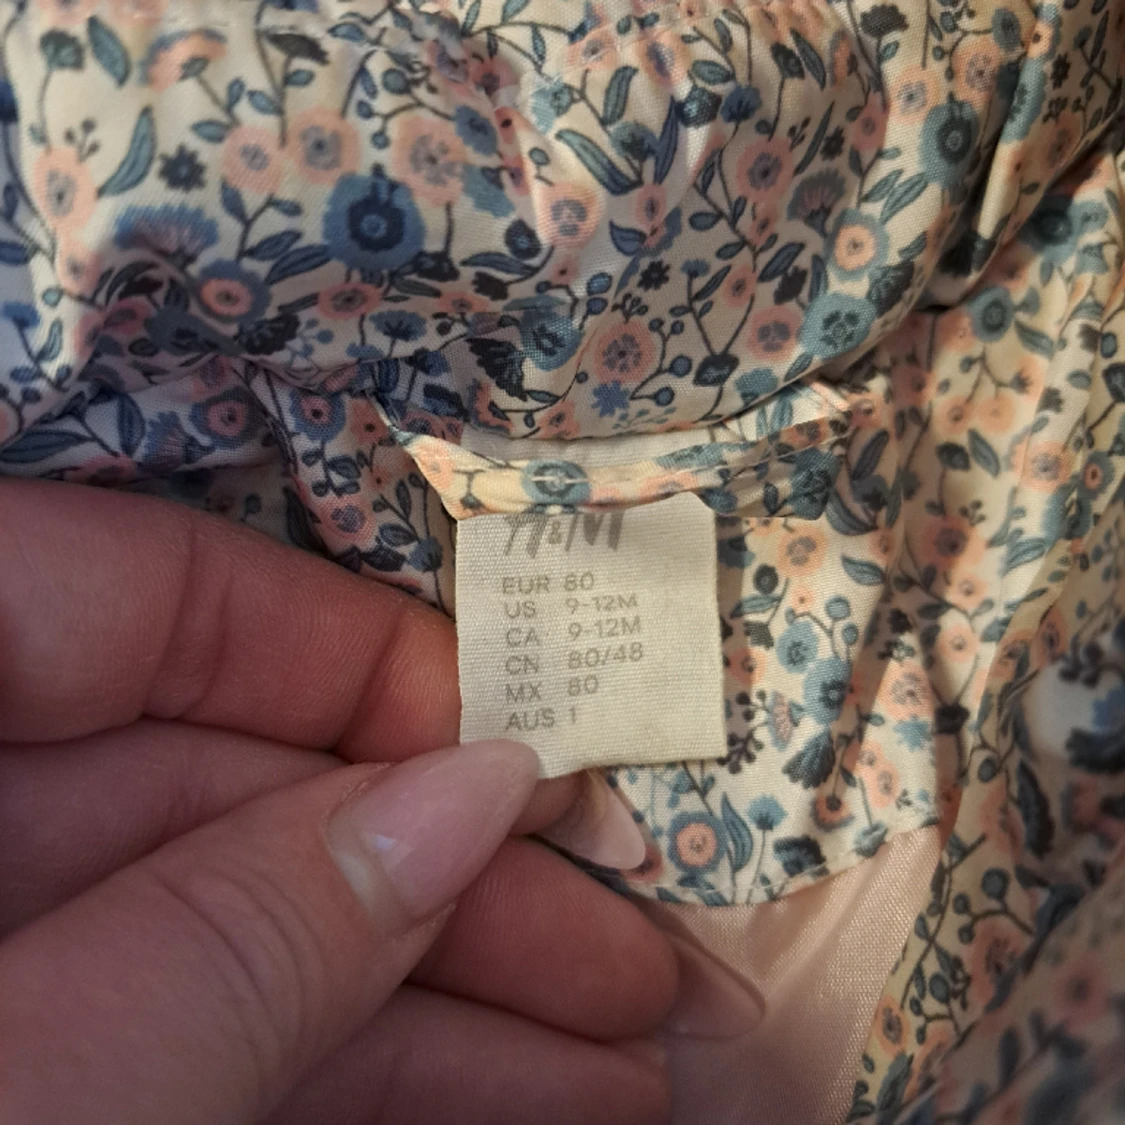 H&M
EUR 80
US 9-12M
CA 9-12M
CN 80/48
MX 80
AUS 1